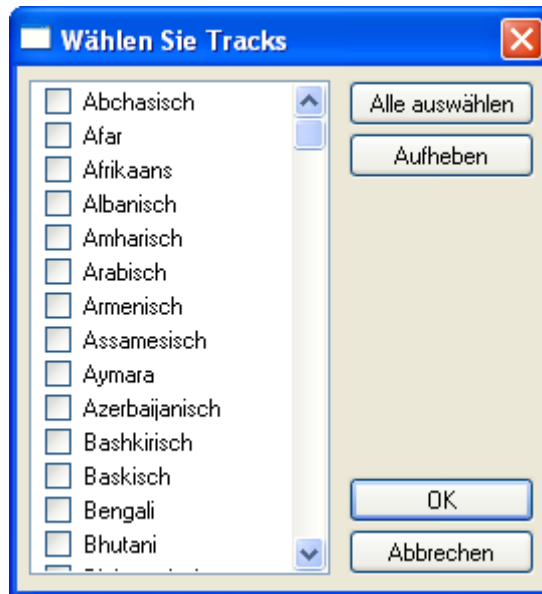 Wählen Sie Tracks
Abchasisch
Afar
Afrikaans
Albanisch
Amharisch
Arabisch
Armenisch
Assamesisch
Aymara
Azerbaijanisch
Bashkirisch
Baskisch
Bengali
Bhutani
Alle auswählen
Aufheben
OK
Abbrechen